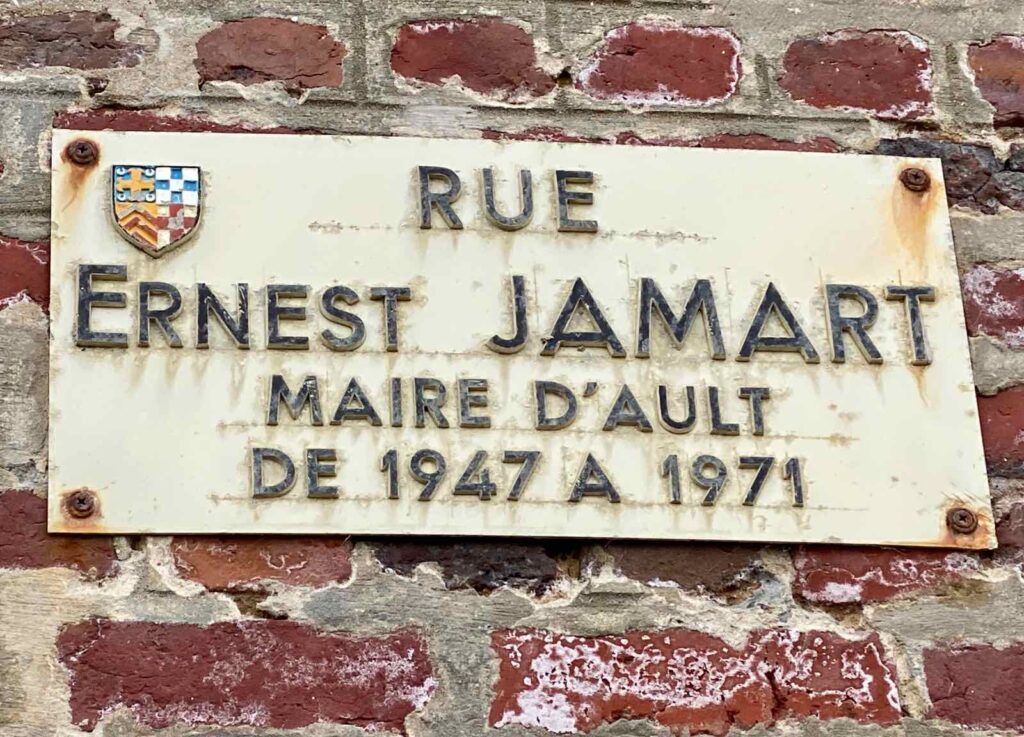 RUE
ERNEST JAMART
MAIRE D'AULT
DE 1947 A 1971